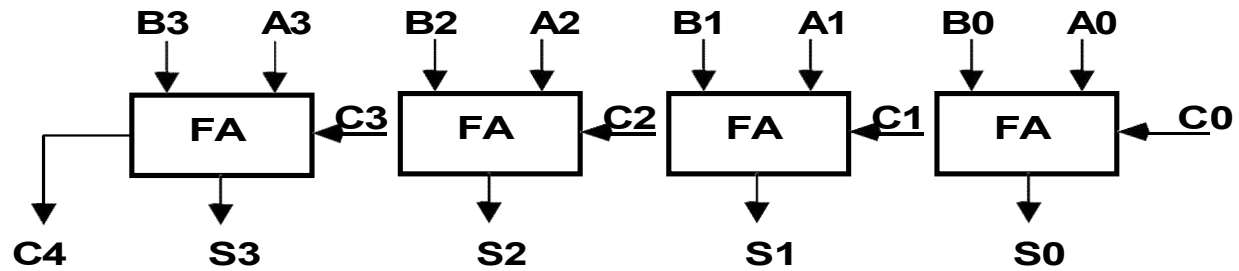 B3 A3 B2 A2 B1 A1 B0 A0
FA C3 FA C2 FA C1 FA C0
C4 S3 S2 S1 S0